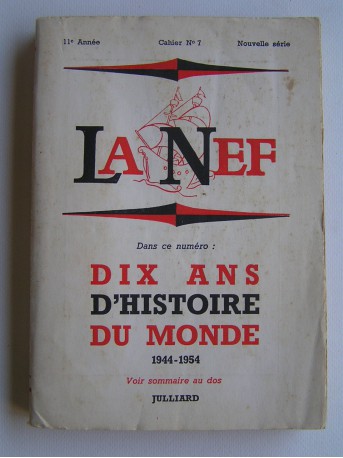 11e Année Cahier No 7 Nouvelle série
LA NEF
Dans ce numéro :
DIX ANS
D'HISTOIRE
DU MONDE
1944-1954
Voir sommaire au dos
JULLIARD